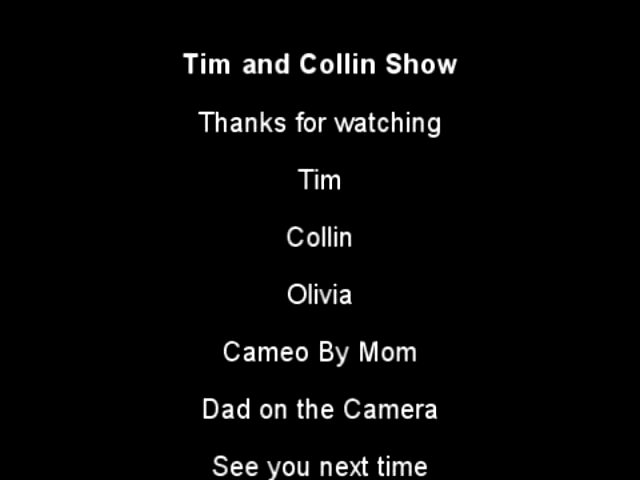 Tim and Collin Show
Thanks for watching
Tim
Collin
Olivia
Cameo By Mom
Dad on the Camera
See you next time